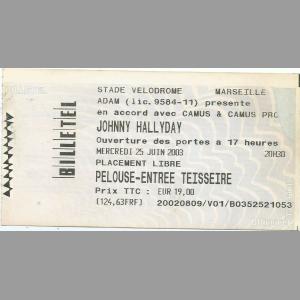 BILLETEL
STADE VELODROME MARSEILLE
ADAM (lic.9584-11) presente
en accord avec CAMUS & CAMUS PRO
JOHNNY HALLYDAY
Ouverture des portes a 17 heures
MERCREDI 25 JUIN 2003 20H30
PLACEMENT LIBRE
PELOUSE-ENTREE TEISSEIRE
Prix TTC : EUR 19,00
(124,63FRF) 20020809/V01/B0352521053